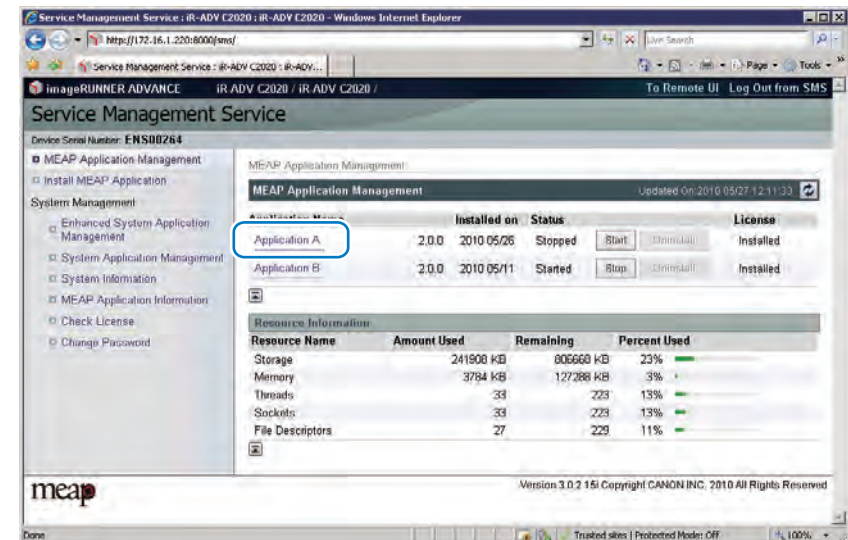 Service Management Service : iR-ADV C2020 : iR-ADV C2020 - Windows Internet Explorer
http://172.16.1.220:8000/sms/
Live Search
Service Management Service : iR-ADV C2020 : iR-ADV...
Page Tools
imageRUNNER ADVANCE iR-ADV C2020 / iR-ADV C2020 / To Remote UI Log Out from SMS
Service Management Service
Device Serial Number: ENS00264
MEAP Application Management
Install MEAP Application
System Management
Enhanced System Application
Management
System Application Management
System Information
MEAP Application Information
Check License
Change Password
MEAP Application Management
MEAP Application Management Updated On:2010 05/27 12:11:33
Application Name Installed on Status License
Application A 2.0.0 2010 05/26 Stopped Start Uninstall Installed
Application B 2.0.0 2010 05/11 Started Stop Uninstall Installed
Resource Information
Resource Name Amount Used Remaining Percent Used
Storage 241908 KB 806668 KB 23%
Memory 3784 KB 127288 KB 3%
Threads 33 223 13%
Sockets 33 223 13%
File Descriptors 27 229 11%
meap
Version 3.0.2.15i Copyright CANON INC. 2010 All Rights Reserved
Done Trusted sites | Protected Mode: Off 100%